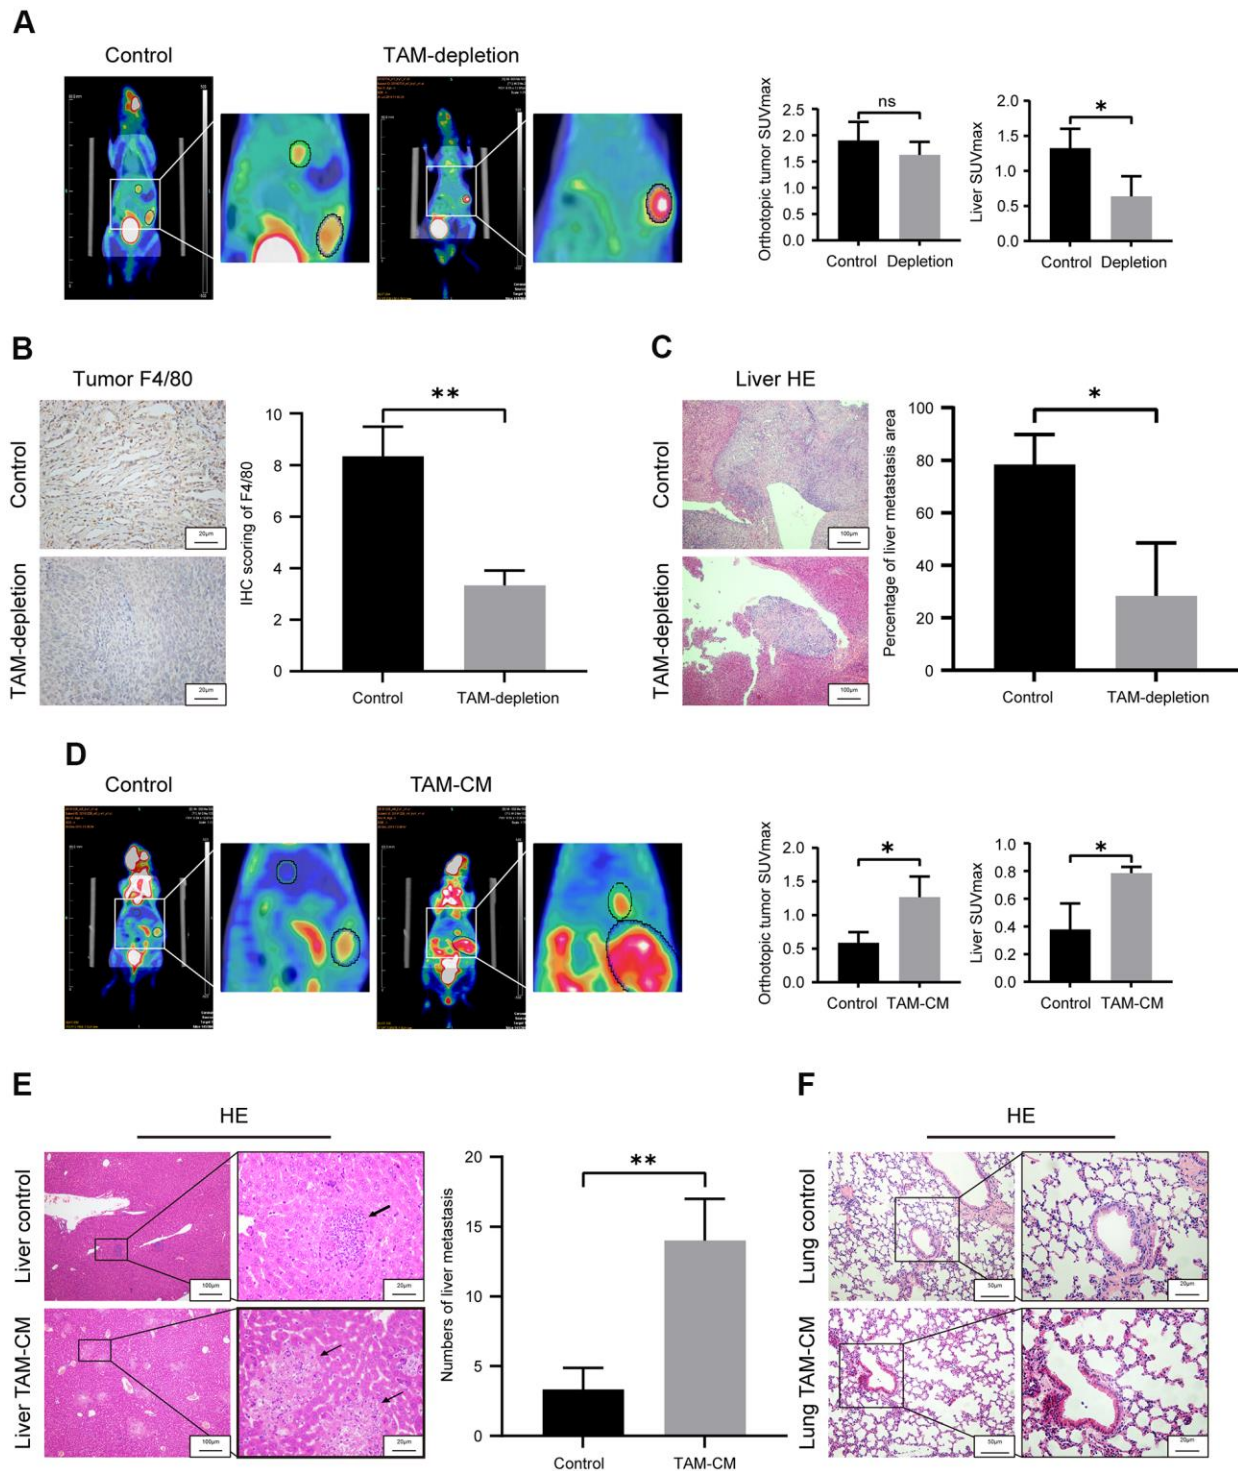 A
Control
TAM-depletion
Orthotopic tumor SUVmax
2.5
2.0
1.5
1.0
0.5
0.0
ns
Control Depletion
Liver SUVmax
2.0
1.5
1.0
0.5
0.0
*
Control Depletion
B
Tumor F4/80
Control
20μm
TAM-depletion
20μm
IHC scoring of F4/80
10
8
6
4
2
0
**
Control
TAM-depletion
C
Liver HE
Control
100μm
TAM-depletion
100μm
Percentage of liver metastasis area
100
80
60
40
20
0
*
Control
TAM-depletion
D
Control
TAM-CM
Orthotopic tumor SUVmax
2.0
1.5
1.0
0.5
0.0
*
Control TAM-CM
Liver SUVmax
1.0
0.8
0.6
0.4
0.2
0.0
*
Control TAM-CM
E
HE
Liver control
100μm
20μm
Liver TAM-CM
100μm
20μm
Numbers of liver metastasis
20
15
10
5
0
**
Control
TAM-CM
F
HE
Lung control
50μm
20μm
Lung TAM-CM
50μm
20μm